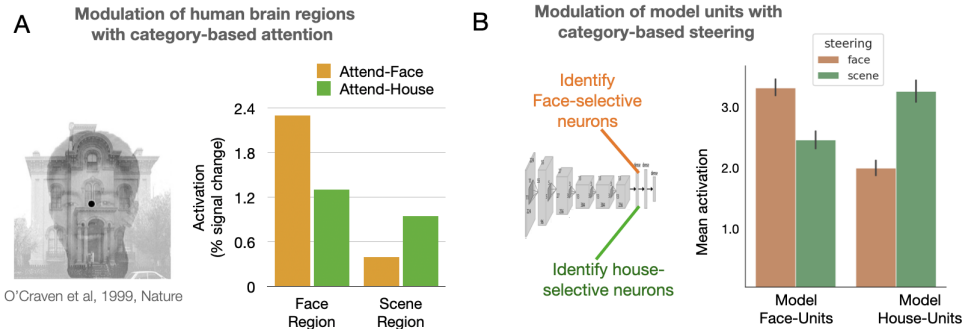 A
Modulation of human brain regions
with category-based attention
Attend-Face
Attend-House
Activation
(% signal change)
2.4
1.8
1.2
0.6
0
Face
Region
Scene
Region
O'Craven et al, 1999, Nature
B
Modulation of model units with
category-based steering
Identify
Face-selective
neurons
Identify house-
selective neurons
steering
face
scene
Mean activation
3.0
2.0
1.0
Model
Face-Units
Model
House-Units